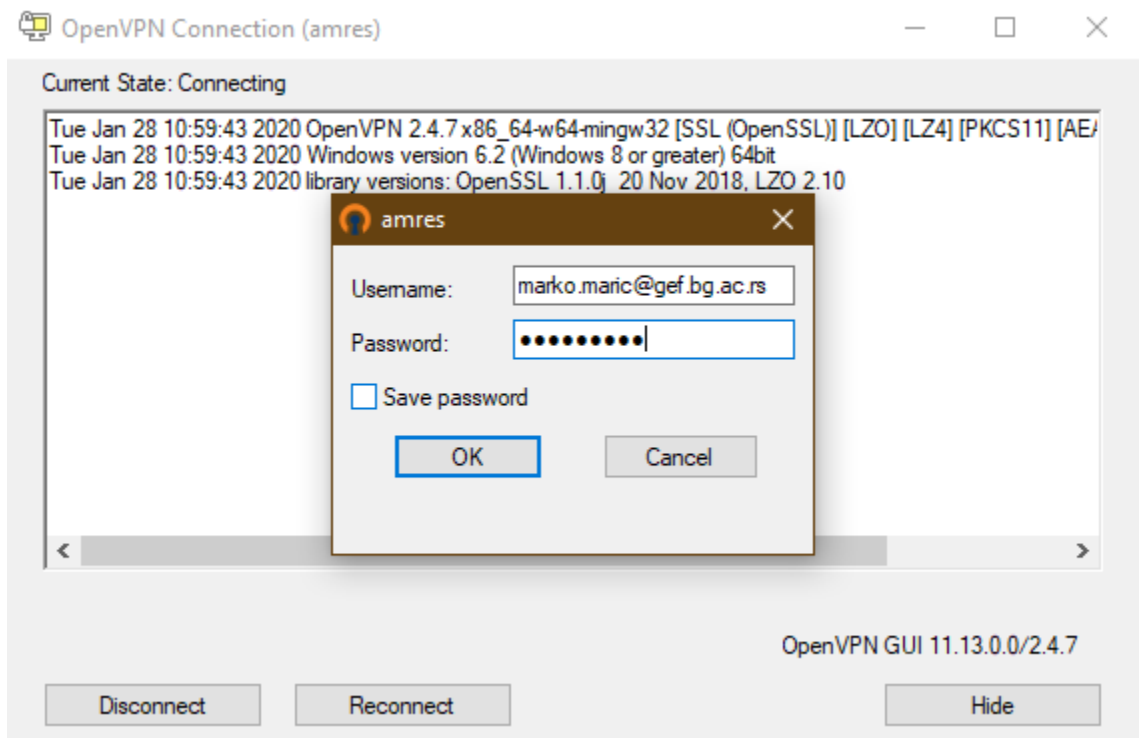 OpenVPN Connection (amres)
Current State: Connecting
Tue Jan 28 10:59:43 2020 OpenVPN 2.4.7 x86_64-w64-mingw32 [SSL (OpenSSL)] [LZO] [LZ4] [PKCS11] [AEA
Tue Jan 28 10:59:43 2020 Windows version 6.2 (Windows 8 or greater) 64bit
Tue Jan 28 10:59:43 2020 library versions: OpenSSL 1.1.0j 20 Nov 2018, LZO 2.10
amres
Username: marko.maric@gef.bg.ac.rs
Password: ●●●●●●●●●
Save password
OK Cancel
OpenVPN GUI 11.13.0.0/2.4.7
Disconnect Reconnect Hide